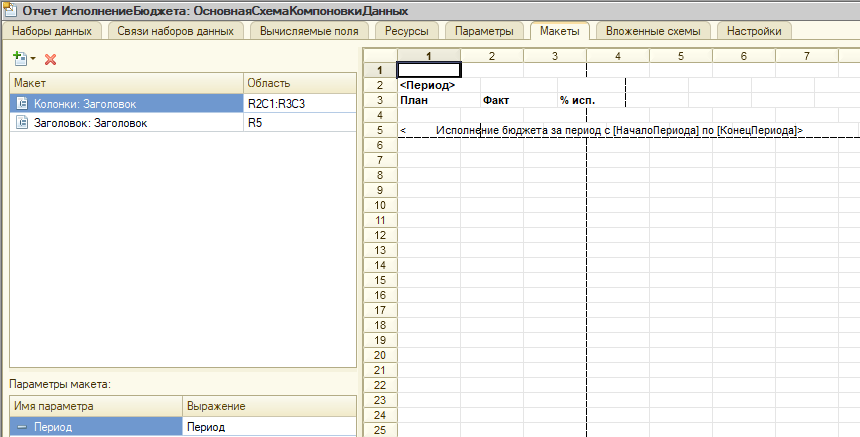 Отчет ИсполнениеБюджета: ОсновнаяСхемаКомпоновкиДанных
Наборы данных Связи наборов данных Вычисляемые поля Ресурсы Параметры Макеты Вложенные схемы Настройки
Макет Область
Колонки: Заголовок R2C1:R3C3
Заголовок: Заголовок R5
Параметры макета:
Имя параметра Выражение
Период Период
1 2 3 4 5 6 7
1
2 <Период>
3 План Факт % исп.
4
5 < Исполнение бюджета за период с [НачалоПериода] по [КонецПериода]>
6
7
8
9
10
11
12
13
14
15
16
17
18
19
20
21
22
23
24
25